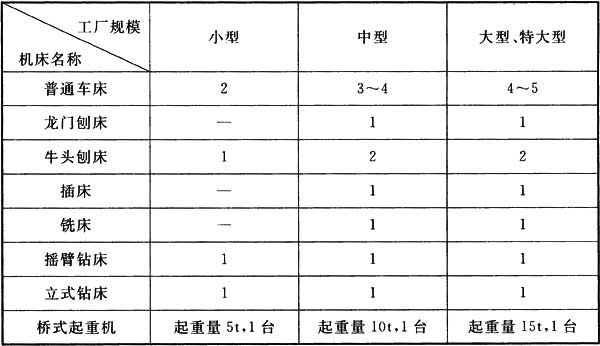 工厂规模
机床名称
小型
中型
大型、特大型
普通车床 2 3～4 4～5
龙门刨床 — 1 1
牛头刨床 1 2 2
插床 — 1 1
铣床 — 1 1
摇臂钻床 1 1 1
立式钻床 1 1 1
桥式起重机 起重量 5t,1 台 起重量 10t,1 台 起重量 15t,1 台